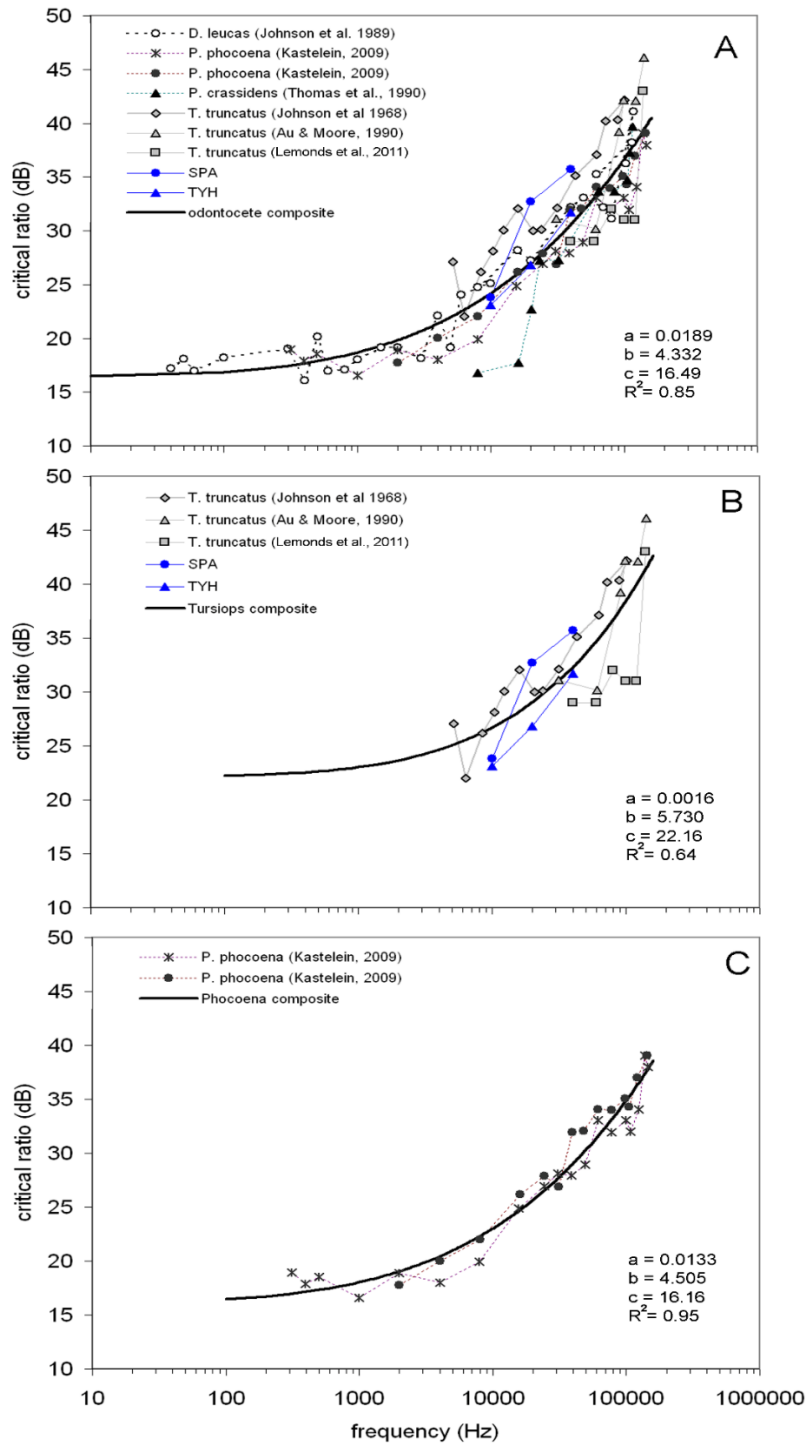 50
45
40
35
30
25
20
15
10
critical ratio (dB)
A
D. leucas (Johnson et al. 1989)
P. phocoena (Kastelein, 2009)
P. phocoena (Kastelein, 2009)
P. crassidens (Thomas et al., 1990)
T. truncatus (Johnson et al 1968)
T. truncatus (Au & Moore, 1990)
T. truncatus (Lemonds et al., 2011)
SPA
TYH
odontocete composite
a = 0.0189
b = 4.332
c = 16.49
R²= 0.85
50
45
40
35
30
25
20
15
10
critical ratio (dB)
B
T. truncatus (Johnson et al 1968)
T. truncatus (Au & Moore, 1990)
T. truncatus (Lemonds et al., 2011)
SPA
TYH
Tursiops composite
a = 0.0016
b = 5.730
c = 22.16
R²= 0.64
50
45
40
35
30
25
20
15
10
critical ratio (dB)
C
P. phocoena (Kastelein, 2009)
P. phocoena (Kastelein, 2009)
Phocoena composite
a = 0.0133
b = 4.505
c = 16.16
R²= 0.95
10 100 1000 10000 100000 1000000
frequency (Hz)